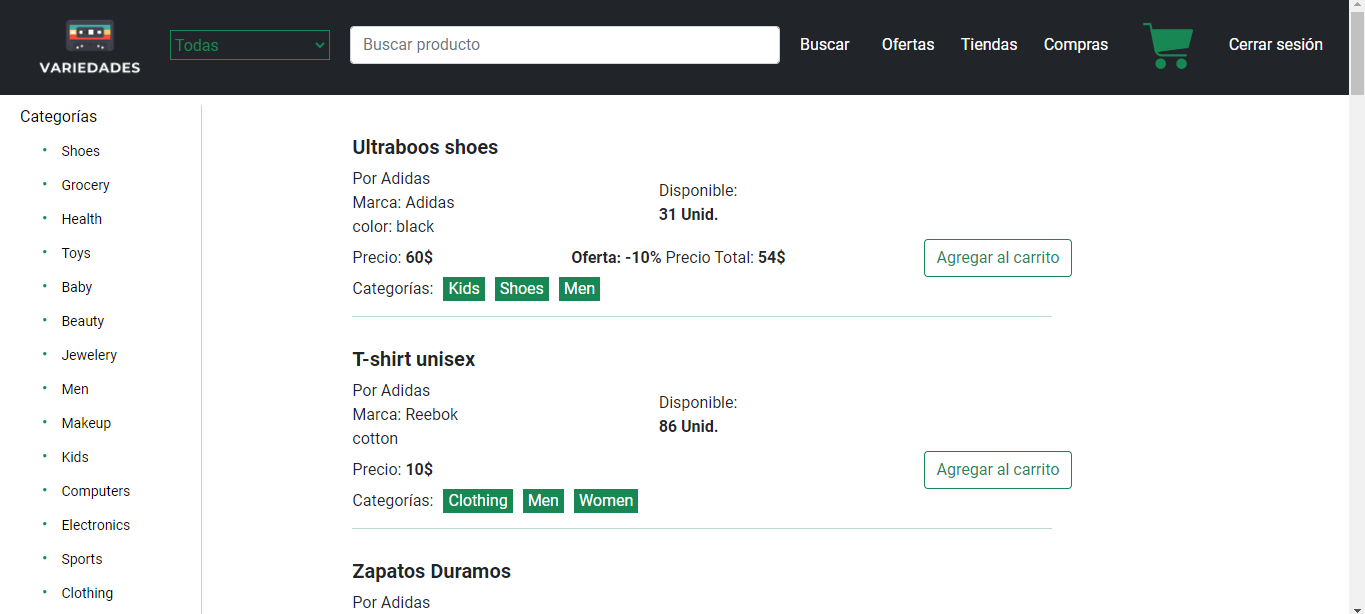 VARIEDADES
Todas
Buscar producto
Buscar
Ofertas
Tiendas
Compras
Cerrar sesión
Categorías
Shoes
Grocery
Health
Toys
Baby
Beauty
Jewelery
Men
Makeup
Kids
Computers
Electronics
Sports
Clothing
Ultraboos shoes
Por Adidas
Marca: Adidas
color: black
Disponible:
31 Unid.
Precio: 60$
Oferta: -10% Precio Total: 54$
Agregar al carrito
Categorías: Kids Shoes Men
T-shirt unisex
Por Adidas
Marca: Reebok
cotton
Disponible:
86 Unid.
Precio: 10$
Agregar al carrito
Categorías: Clothing Men Women
Zapatos Duramos
Por Adidas